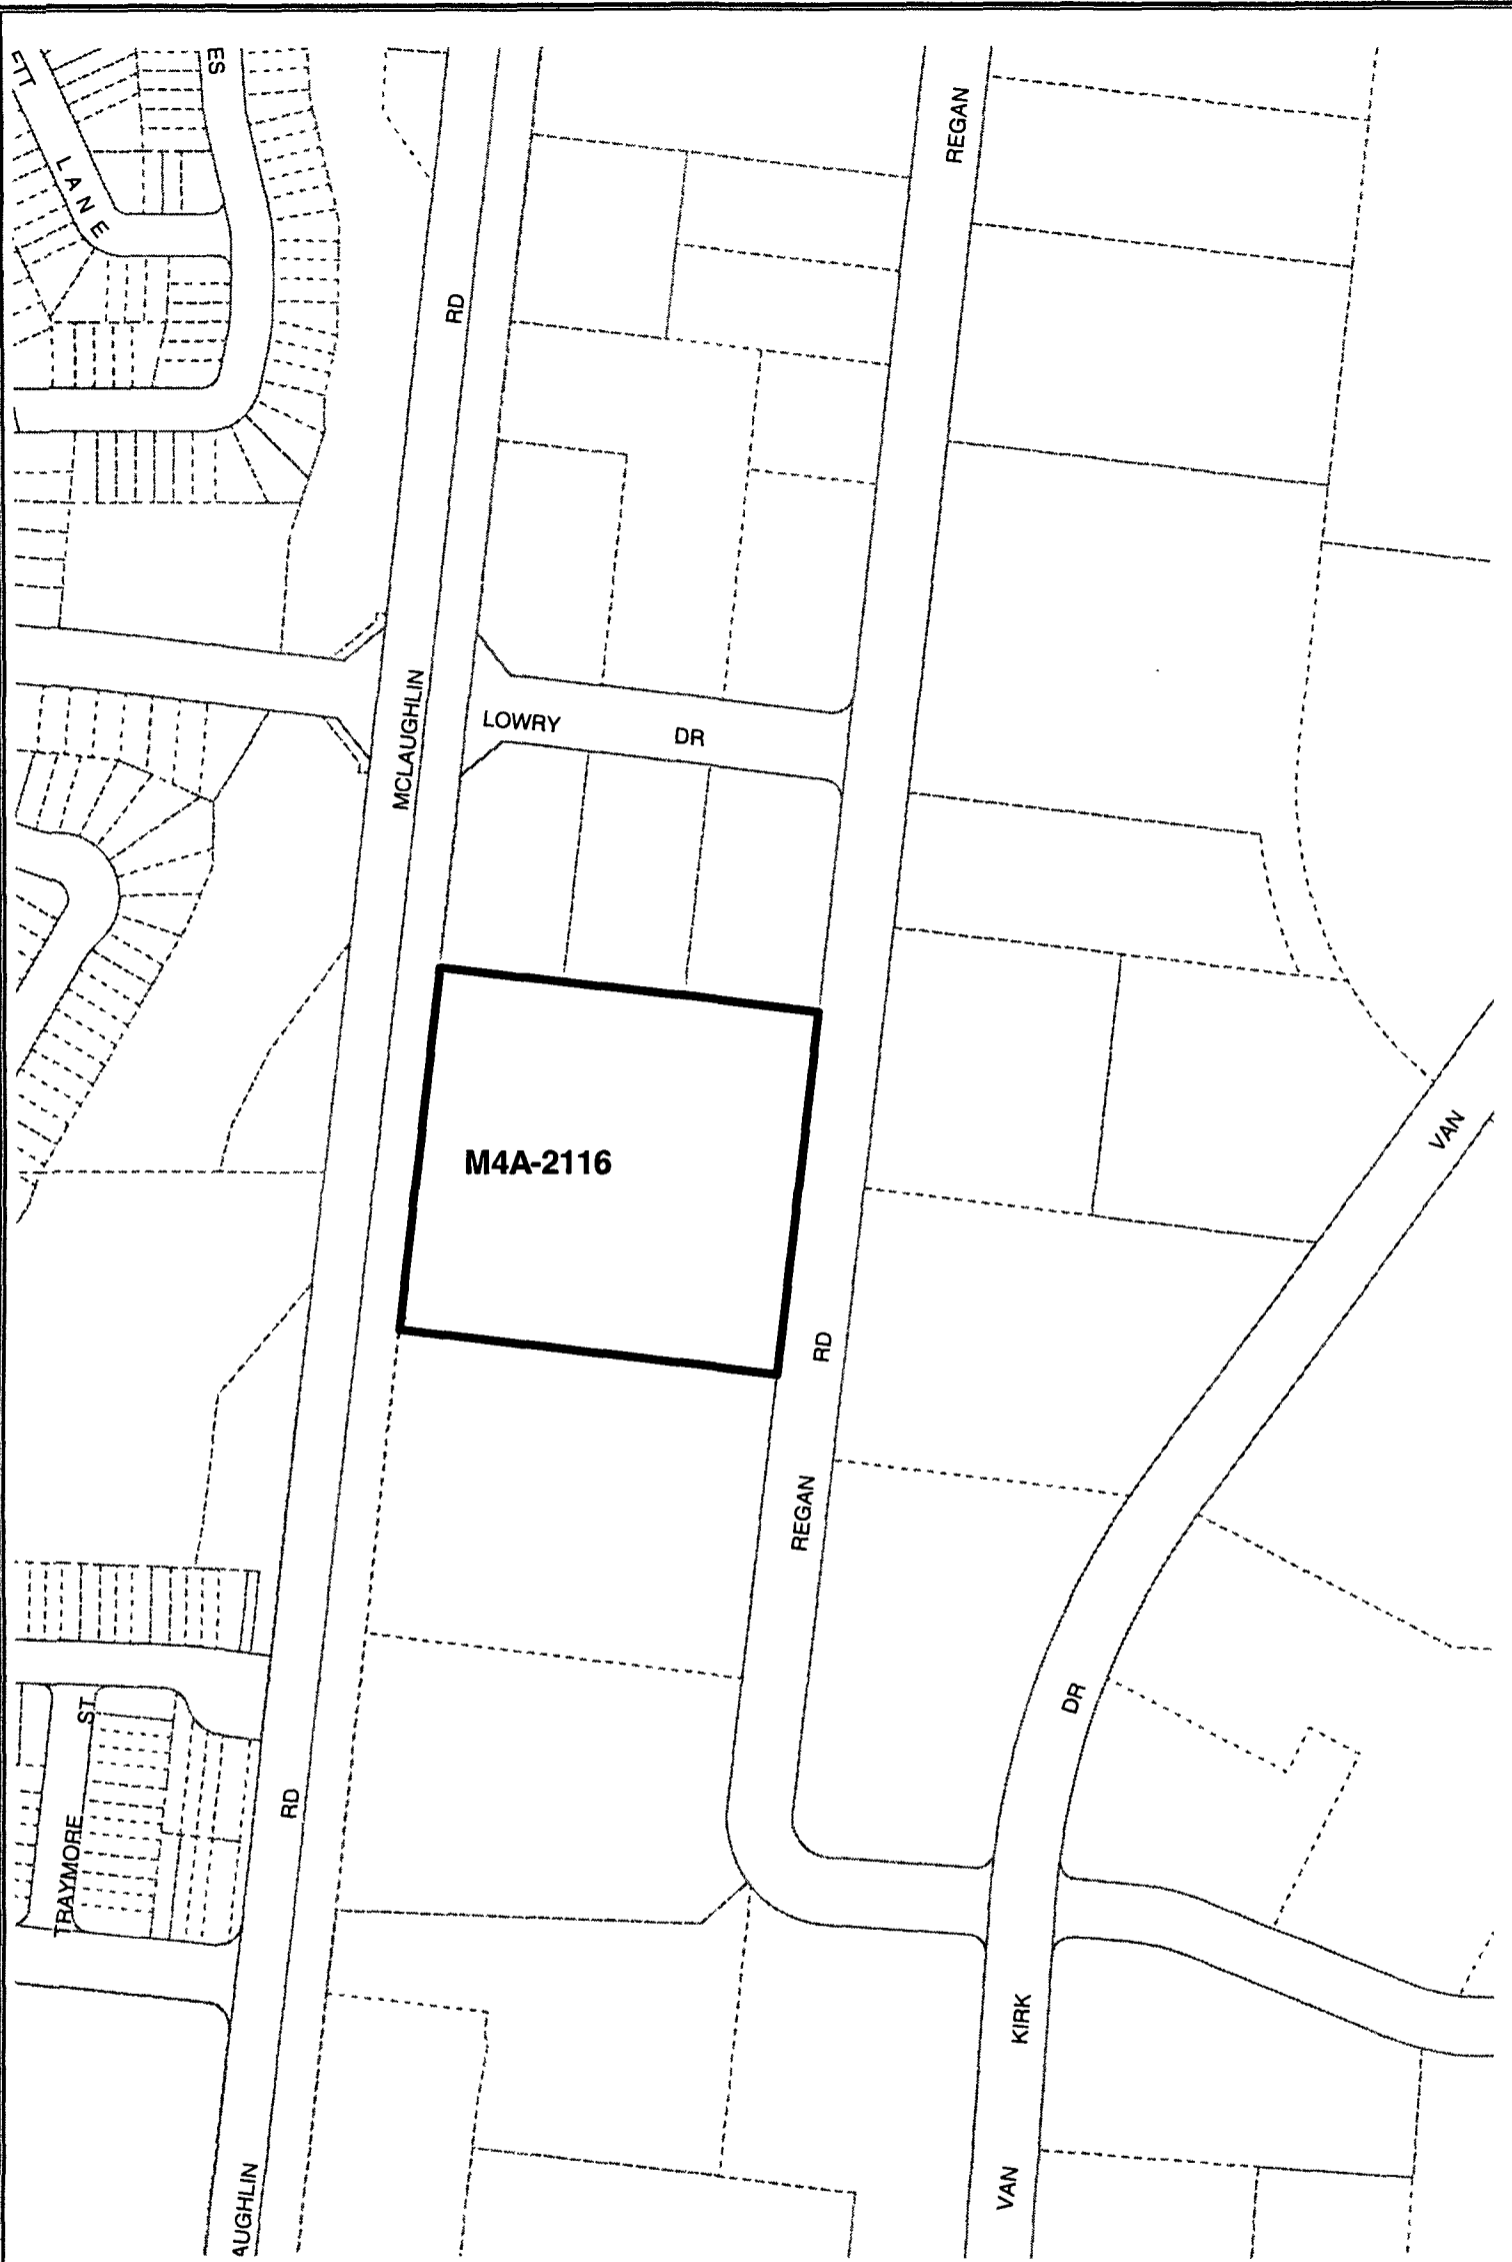 ES
REGAN
LANE
RD
MCLAUGHLIN
LOWRY DR
VAN
M4A-2116
RD
REGAN
DR
ST
RD
TRAYMORE
KIRK
VAN
AUGHLIN